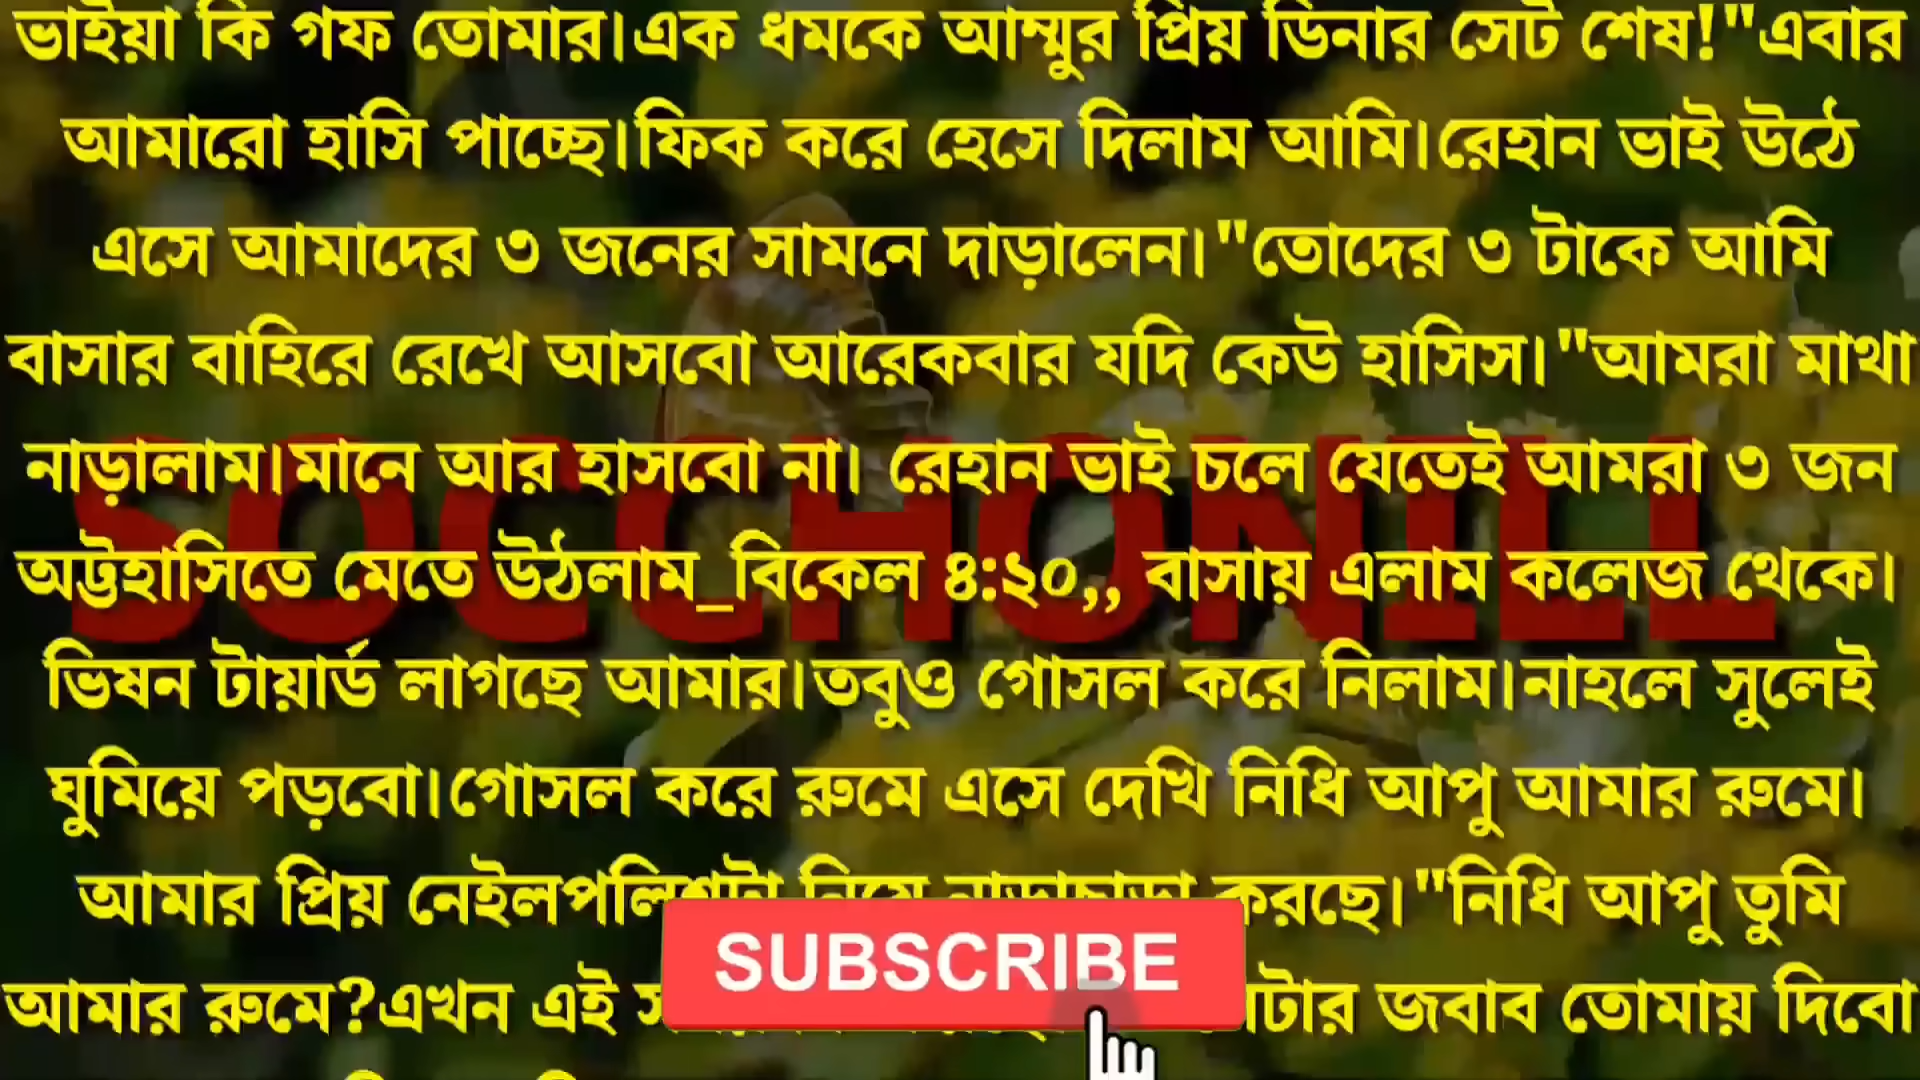 ভাইয়া কি গফ তোমার।এক ধমকে আম্মুর প্রিয় ডিনার সেট শেষ!"এবার
আমারো হাসি পাচ্ছে।ফিক করে হেসে দিলাম আমি।রেহান ভাই উঠে
এসে আমাদের ৩ জনের সামনে দাড়ালেন।"তোদের ৩ টাকে আমি
বাসার বাহিরে রেখে আসবো আরেকবার যদি কেউ হাসিস।"আমরা মাথা
নাড়ালাম।মানে আর হাসবো না। রেহান ভাই চলে যেতেই আমরা ৩ জন
SOCCHONILL
অট্টহাসিতে মেতে উঠলাম_বিকেল ৪:২০,, বাসায় এলাম কলেজ থেকে।
ভিষন টায়ার্ড লাগছে আমার।তবুও গোসল করে নিলাম।নাহলে সুলেই
ঘুমিয়ে পড়বো।গোসল করে রুমে এসে দেখি নিধি আপু আমার রুমে।
আমার প্রিয় নেইলপলিশটা নিয়ে নাড়াচাড়া করছে।"নিধি আপু তুমি
SUBSCRIBE
আমার রুমে?এখন এই জবাব তোমায় দিবো